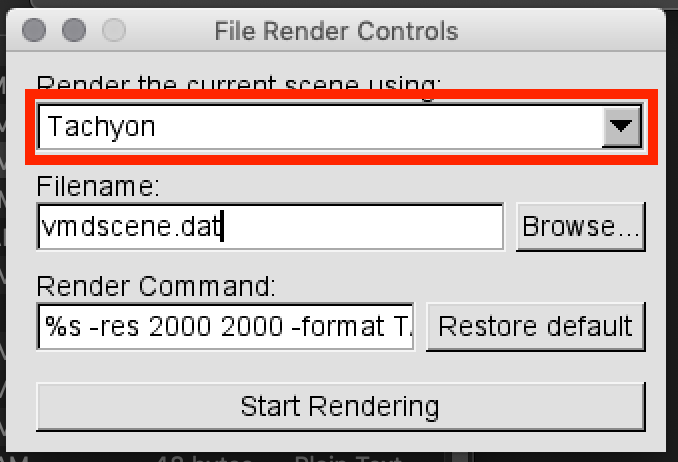 File Render Controls
Render the current scene using:
Tachyon
Filename:
vmdscene.dat
Browse...
Render Command:
%s -res 2000 2000 -format T
Restore default
Start Rendering